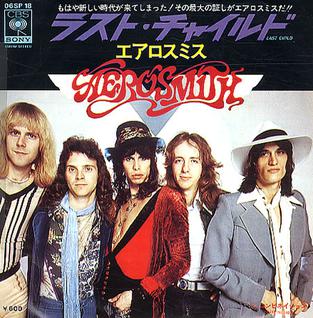 06SP 18
CBS
SONY
もはや新しい時代が来てしまった!その最大の証しがエアロスミスだ!!
ラスト・チャイルド
LAST CHILD
エアロスミス
AEROSMITH
¥600